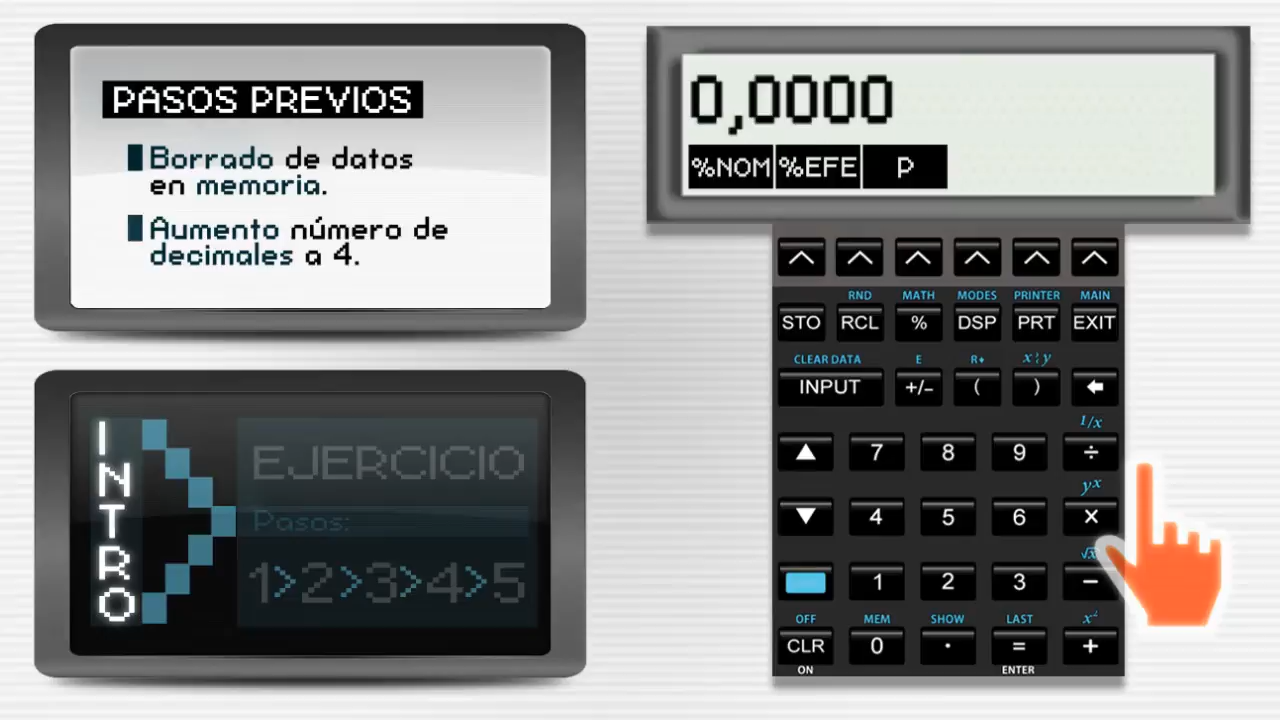 PASOS PREVIOS
Borrado de datos
en memoria.
Aumento número de
decimales a 4.
INTRO
EJERCICIO
Pasos:
1>2>3>4>5
0,0000
%NOM %EFE P
RND MATH MODES PRINTER MAIN
STO RCL % DSP PRT EXIT
CLEAR DATA E R♦ x¦y
INPUT +/− ( )
1/x
7 8 9 ÷
yx
4 5 6 ×
√x
1 2 3 −
OFF MEM SHOW LAST x²
CLR 0 · = +
ON ENTER